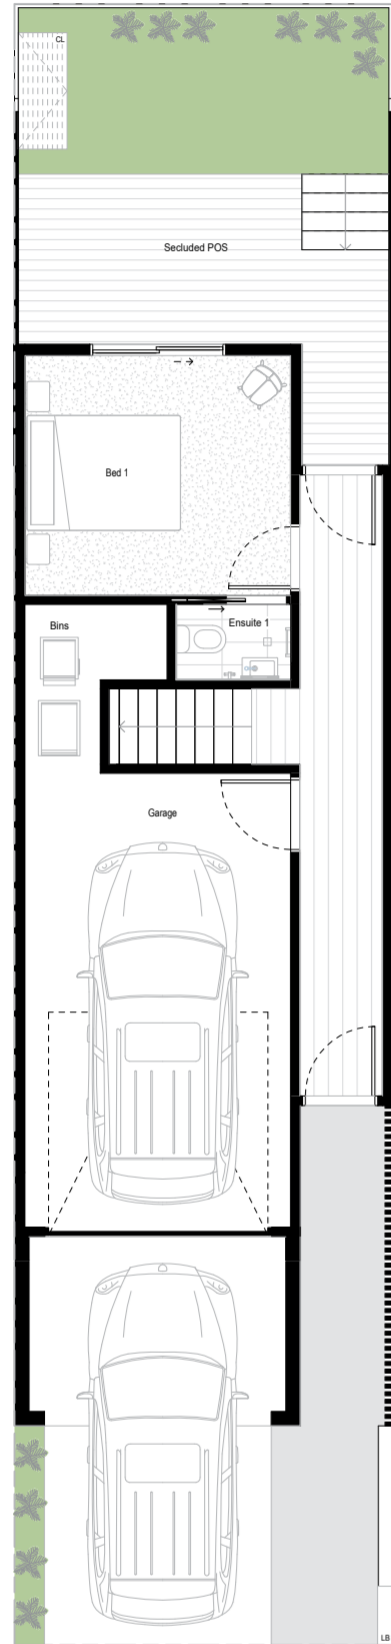 CL
Secluded POS
Bed 1
Ensuite 1
Bins
Garage
LB